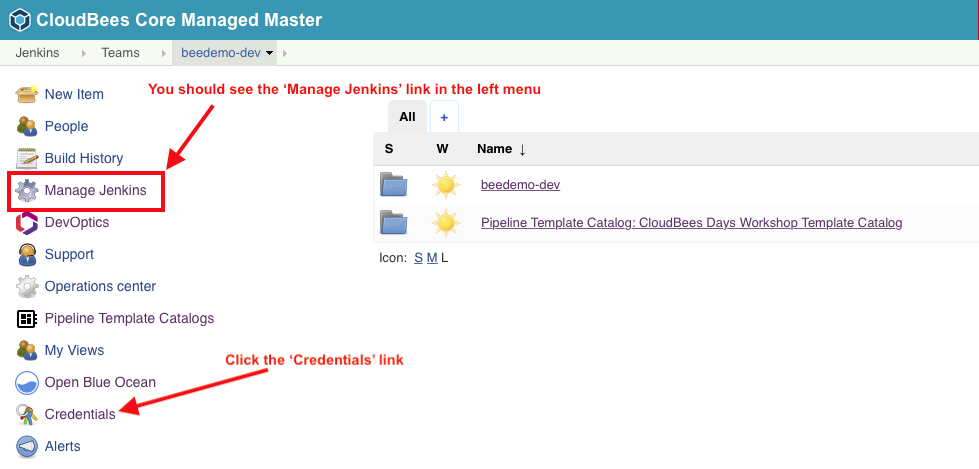 CloudBees Core Managed Master
Jenkins Teams beedemo-dev
You should see the ‘Manage Jenkins’ link in the left menu
New Item
People
Build History
Manage Jenkins
DevOptics
Support
Operations center
Pipeline Template Catalogs
My Views
Open Blue Ocean
Credentials
Alerts
Click the ‘Credentials’ link
All +
S W Name ↓
beedemo-dev
Pipeline Template Catalog: CloudBees Days Workshop Template Catalog
Icon: S M L